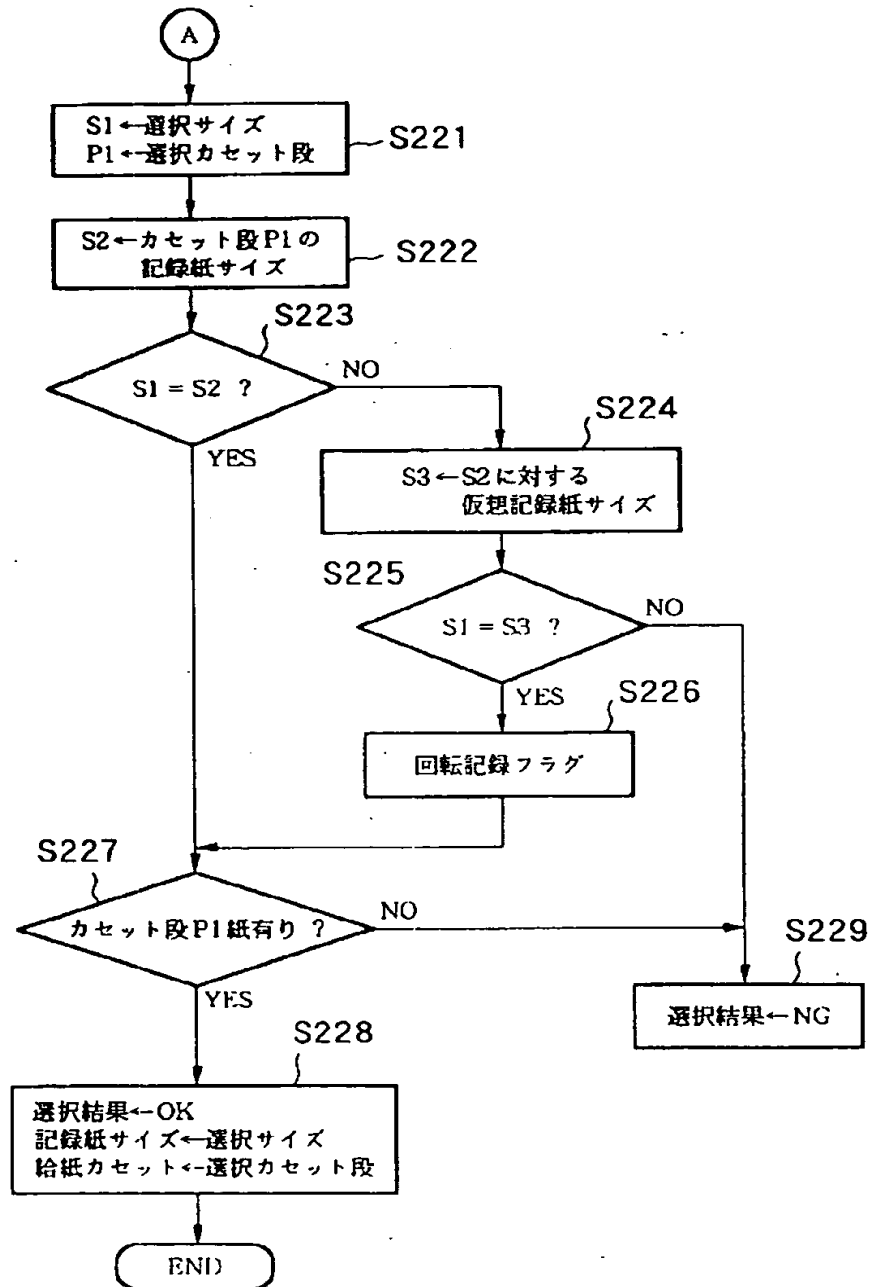 A
S1←選択サイズ
P1←選択カセット段
S221
S2←カセット段P1の
記録紙サイズ
S222
S223
S1=S2 ?
NO
YES
S224
S3←S2に対する
仮想記録紙サイズ
S225
S1=S3 ?
NO
YES
S226
回転記録フラグ
S227
カセット段P1紙有り ?
NO
YES
S229
選択結果←NG
S228
選択結果←OK
記録紙サイズ←選択サイズ
給紙カセット←選択カセット段
END